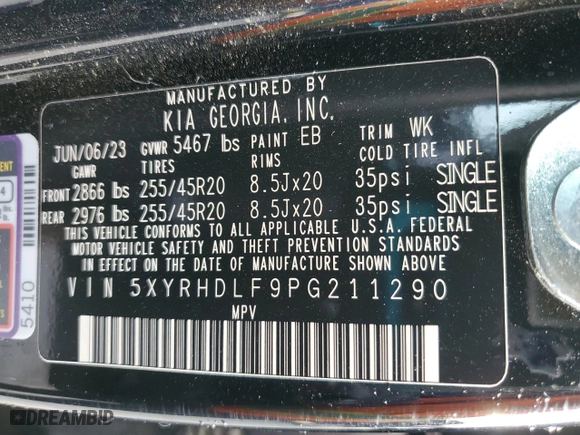 MANUFACTURED BY
KIA GEORGIA, INC.
JUN/06/23 GVWR 5467 lbs PAINT EB TRIM WK
GAWR TIRES RIMS COLD TIRE INFL
FRONT 2866 lbs 255/45R20 8.5Jx20 35psi SINGLE
REAR 2976 lbs 255/45R20 8.5Jx20 35psi SINGLE
THIS VEHICLE CONFORMS TO ALL APPLICABLE U.S.A. FEDERAL
MOTOR VEHICLE SAFETY AND THEFT PREVENTION STANDARDS
IN EFFECT ON THE DATE OF MANUFACTURE SHOWN ABOVE.
VIN 5XYRHDLF9PG211290
MPV
5410
DREAMBID